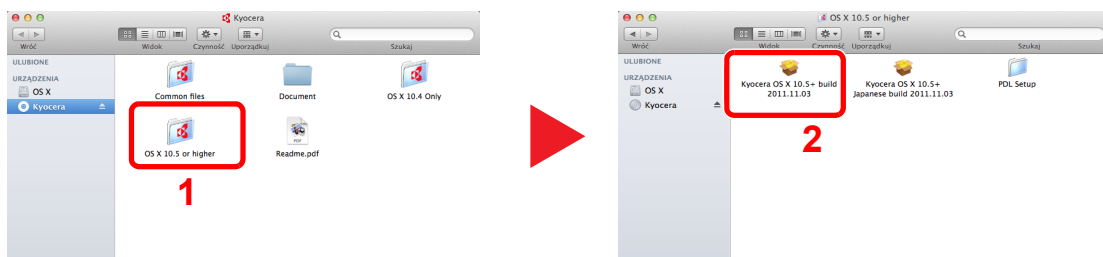 Kyocera
Wróć
Widok
Czynność
Uporządkuj
Szukaj
ULUBIONE
URZĄDZENIA
OS X
Kyocera
Common files
Document
OS X 10.4 Only
OS X 10.5 or higher
PDF
Readme.pdf
1
OS X 10.5 or higher
Wróć
Widok
Czynność
Uporządkuj
Szukaj
ULUBIONE
URZĄDZENIA
OS X
Kyocera
Kyocera OS X 10.5+ build
2011.11.03
Kyocera OS X 10.5+
Japanese build 2011.11.03
PDL Setup
2